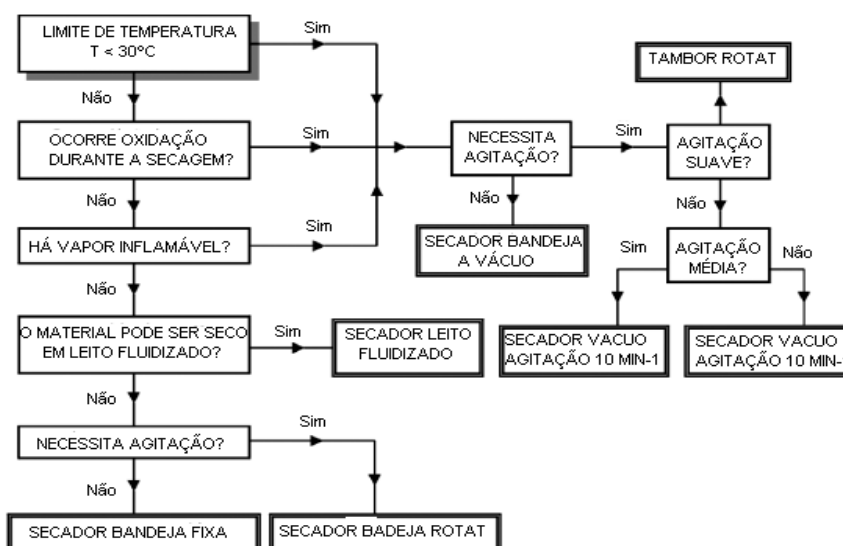 LIMITE DE TEMPERATURA
T < 30°C
Sim
Não
OCORRE OXIDAÇÃO
DURANTE A SECAGEM?
Sim
Não
HÁ VAPOR INFLAMÁVEL?
Sim
Não
O MATERIAL PODE SER SECO
EM LEITO FLUIDIZADO?
Sim
SECADOR LEITO
FLUIDIZADO
Não
NECESSITA AGITAÇÃO?
Sim
Não
SECADOR BANDEJA FIXA
SECADOR BADEJA ROTAT
NECESSITA
AGITAÇÃO?
Sim
Não
SECADOR BANDEJA
A VÁCUO
AGITAÇÃO
SUAVE?
TAMBOR ROTAT
Não
AGITAÇÃO
MÉDIA?
Sim
Não
SECADOR VACUO
AGITAÇÃO 10 MIN-1
SECADOR VACUO
AGITAÇÃO 10 MIN-